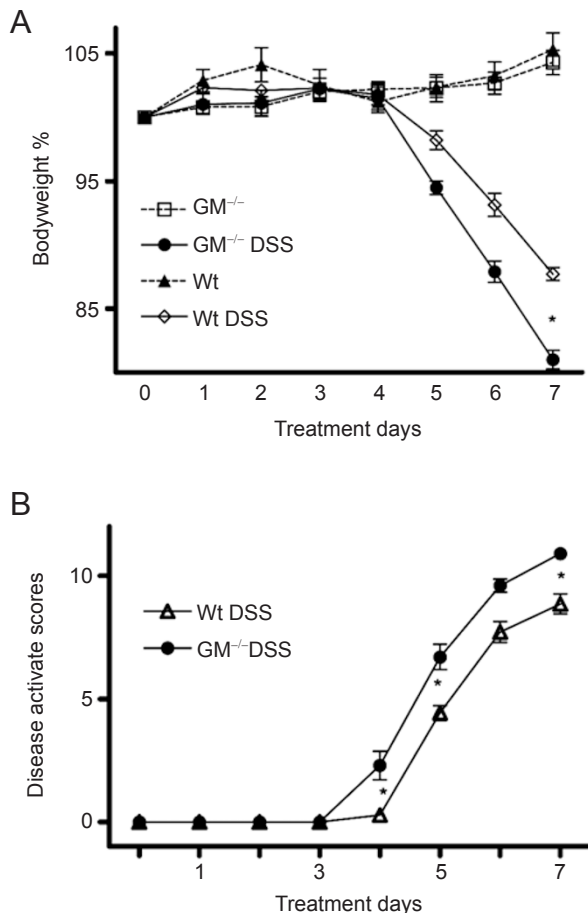 A
105
95
85
Bodyweight %
GM⁻/⁻
GM⁻/⁻ DSS
Wt
Wt DSS
*
0 1 2 3 4 5 6 7
Treatment days
B
10
5
0
Disease activate scores
Wt DSS
GM⁻/⁻DSS
* * *
1 3 5 7
Treatment days